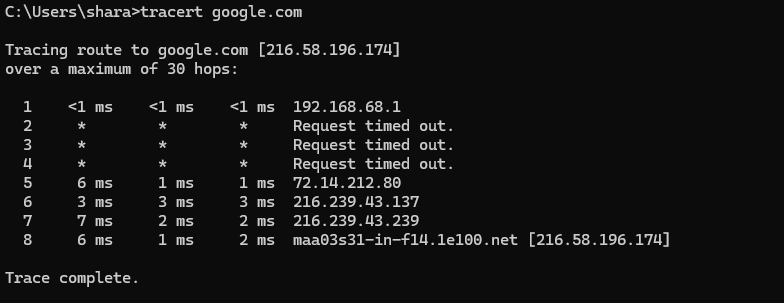 C:\Users\shara>tracert google.com
Tracing route to google.com [216.58.196.174]
over a maximum of 30 hops:
1 <1 ms <1 ms <1 ms 192.168.68.1
2 * * * Request timed out.
3 * * * Request timed out.
4 * * * Request timed out.
5 6 ms 1 ms 1 ms 72.14.212.80
6 3 ms 3 ms 3 ms 216.239.43.137
7 7 ms 2 ms 2 ms 216.239.43.239
8 6 ms 1 ms 2 ms maa03s31-in-f14.1e100.net [216.58.196.174]
Trace complete.